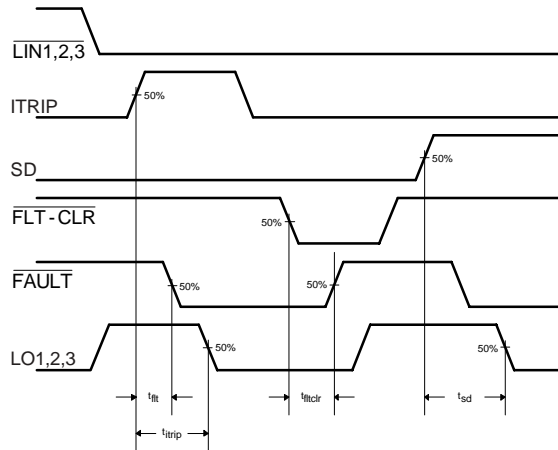 LIN1,2,3
ITRIP
50%
SD
50%
FLT-CLR
50%
FAULT
50%
50%
LO1,2,3
50%
50%
tflt
tfltclr
tsd
titrip